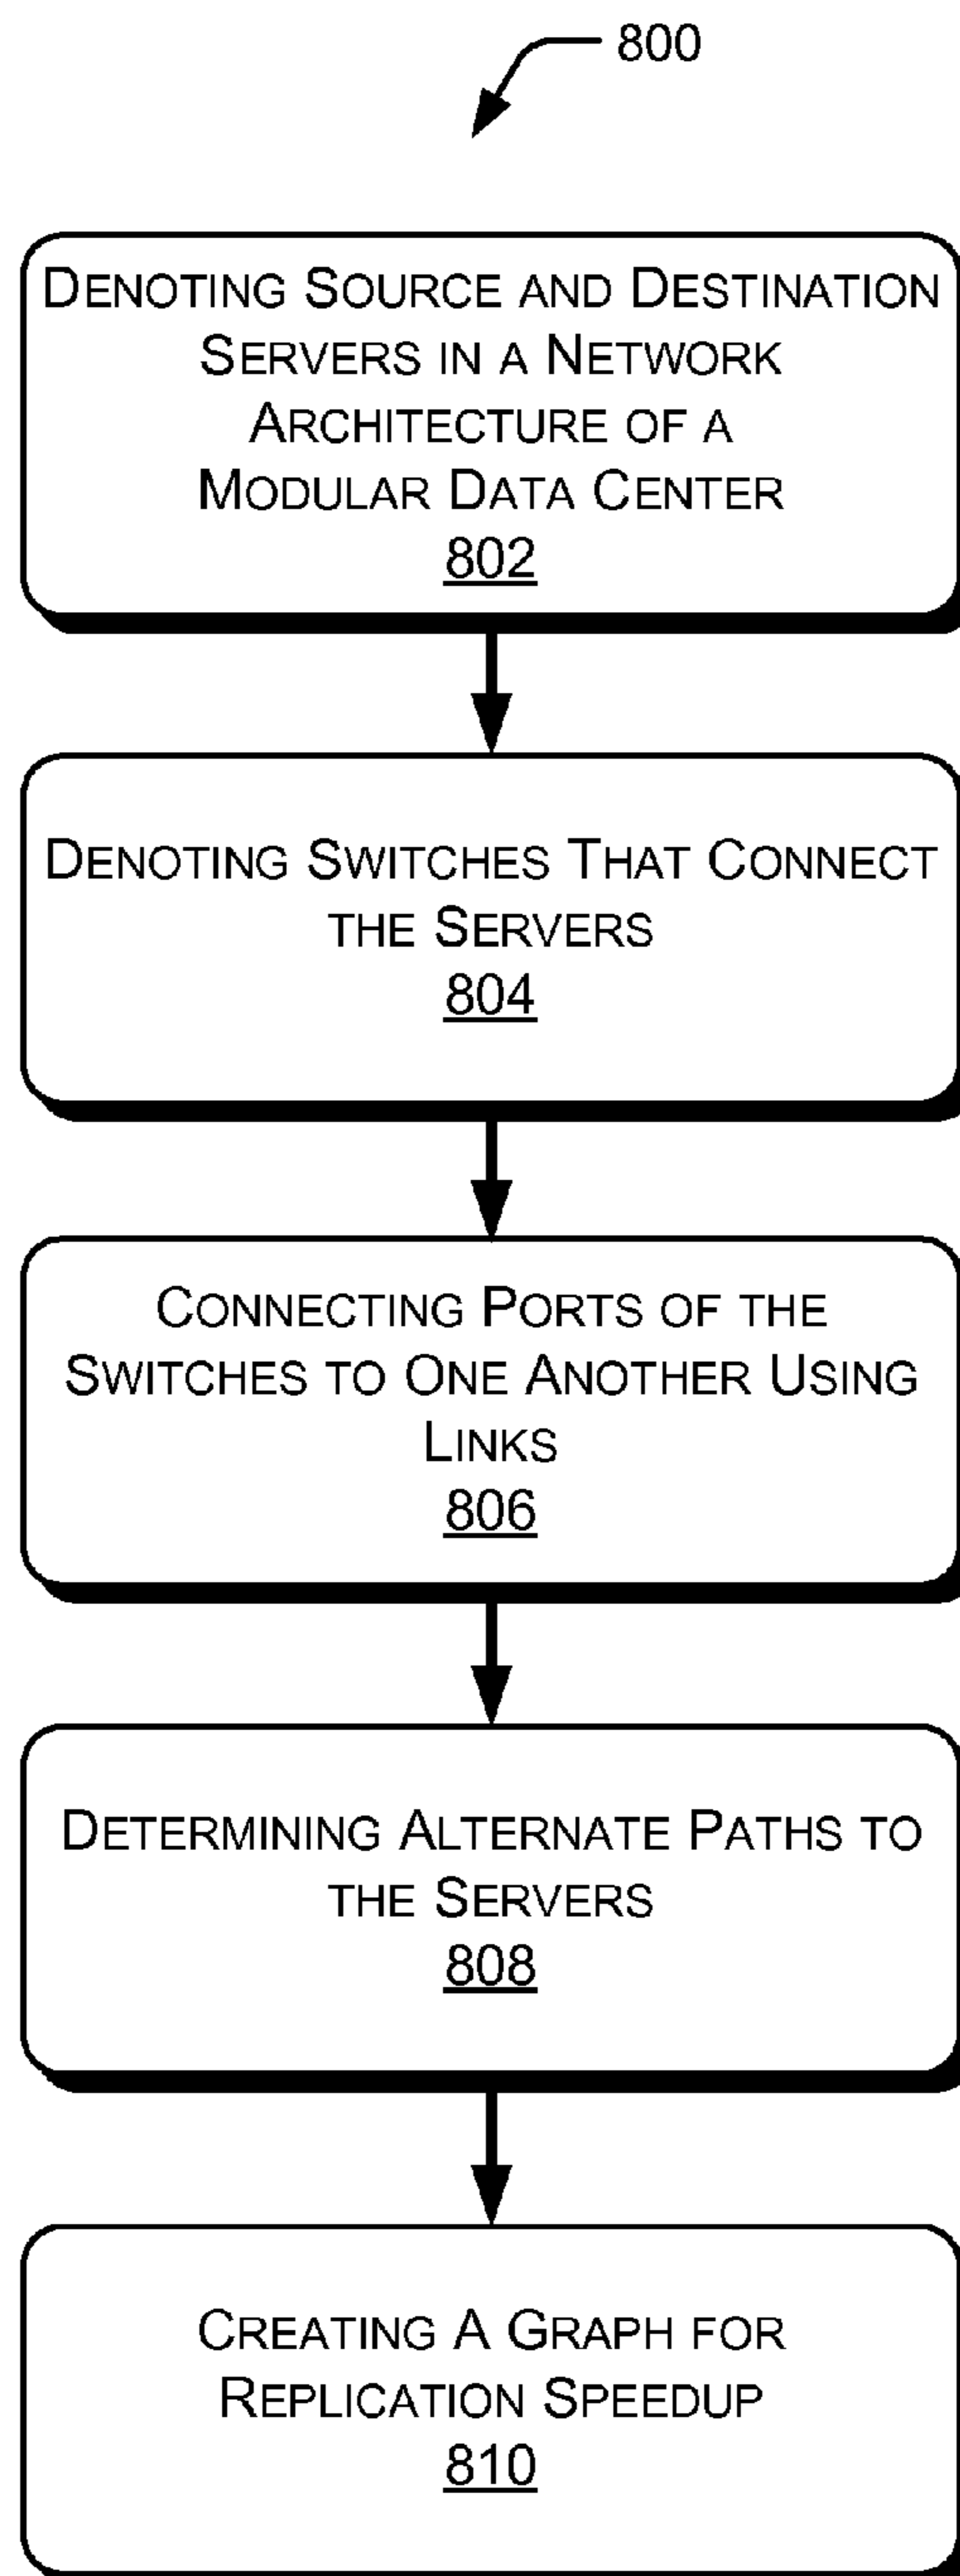 800
DENOTING SOURCE AND DESTINATION
SERVERS IN A NETWORK
ARCHITECTURE OF A
MODULAR DATA CENTER
802
DENOTING SWITCHES THAT CONNECT
THE SERVERS
804
CONNECTING PORTS OF THE
SWITCHES TO ONE ANOTHER USING
LINKS
806
DETERMINING ALTERNATE PATHS TO
THE SERVERS
808
CREATING A GRAPH FOR
REPLICATION SPEEDUP
810